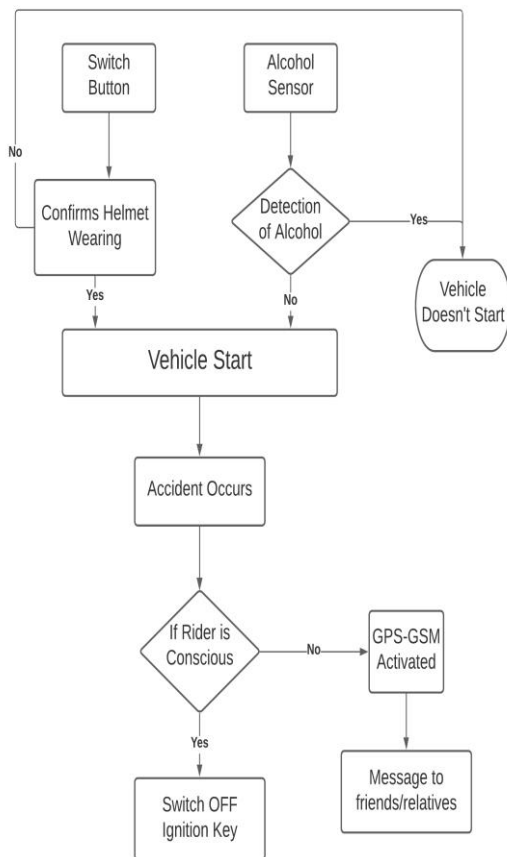 Switch
Button
Alcohol
Sensor
No
Confirms Helmet
Wearing
Detection
of Alcohol
Yes
Vehicle
Doesn't Start
Yes
No
Vehicle Start
Accident Occurs
If Rider is
Conscious
No
GPS-GSM
Activated
Yes
Switch OFF
Ignition Key
Message to
friends/relatives